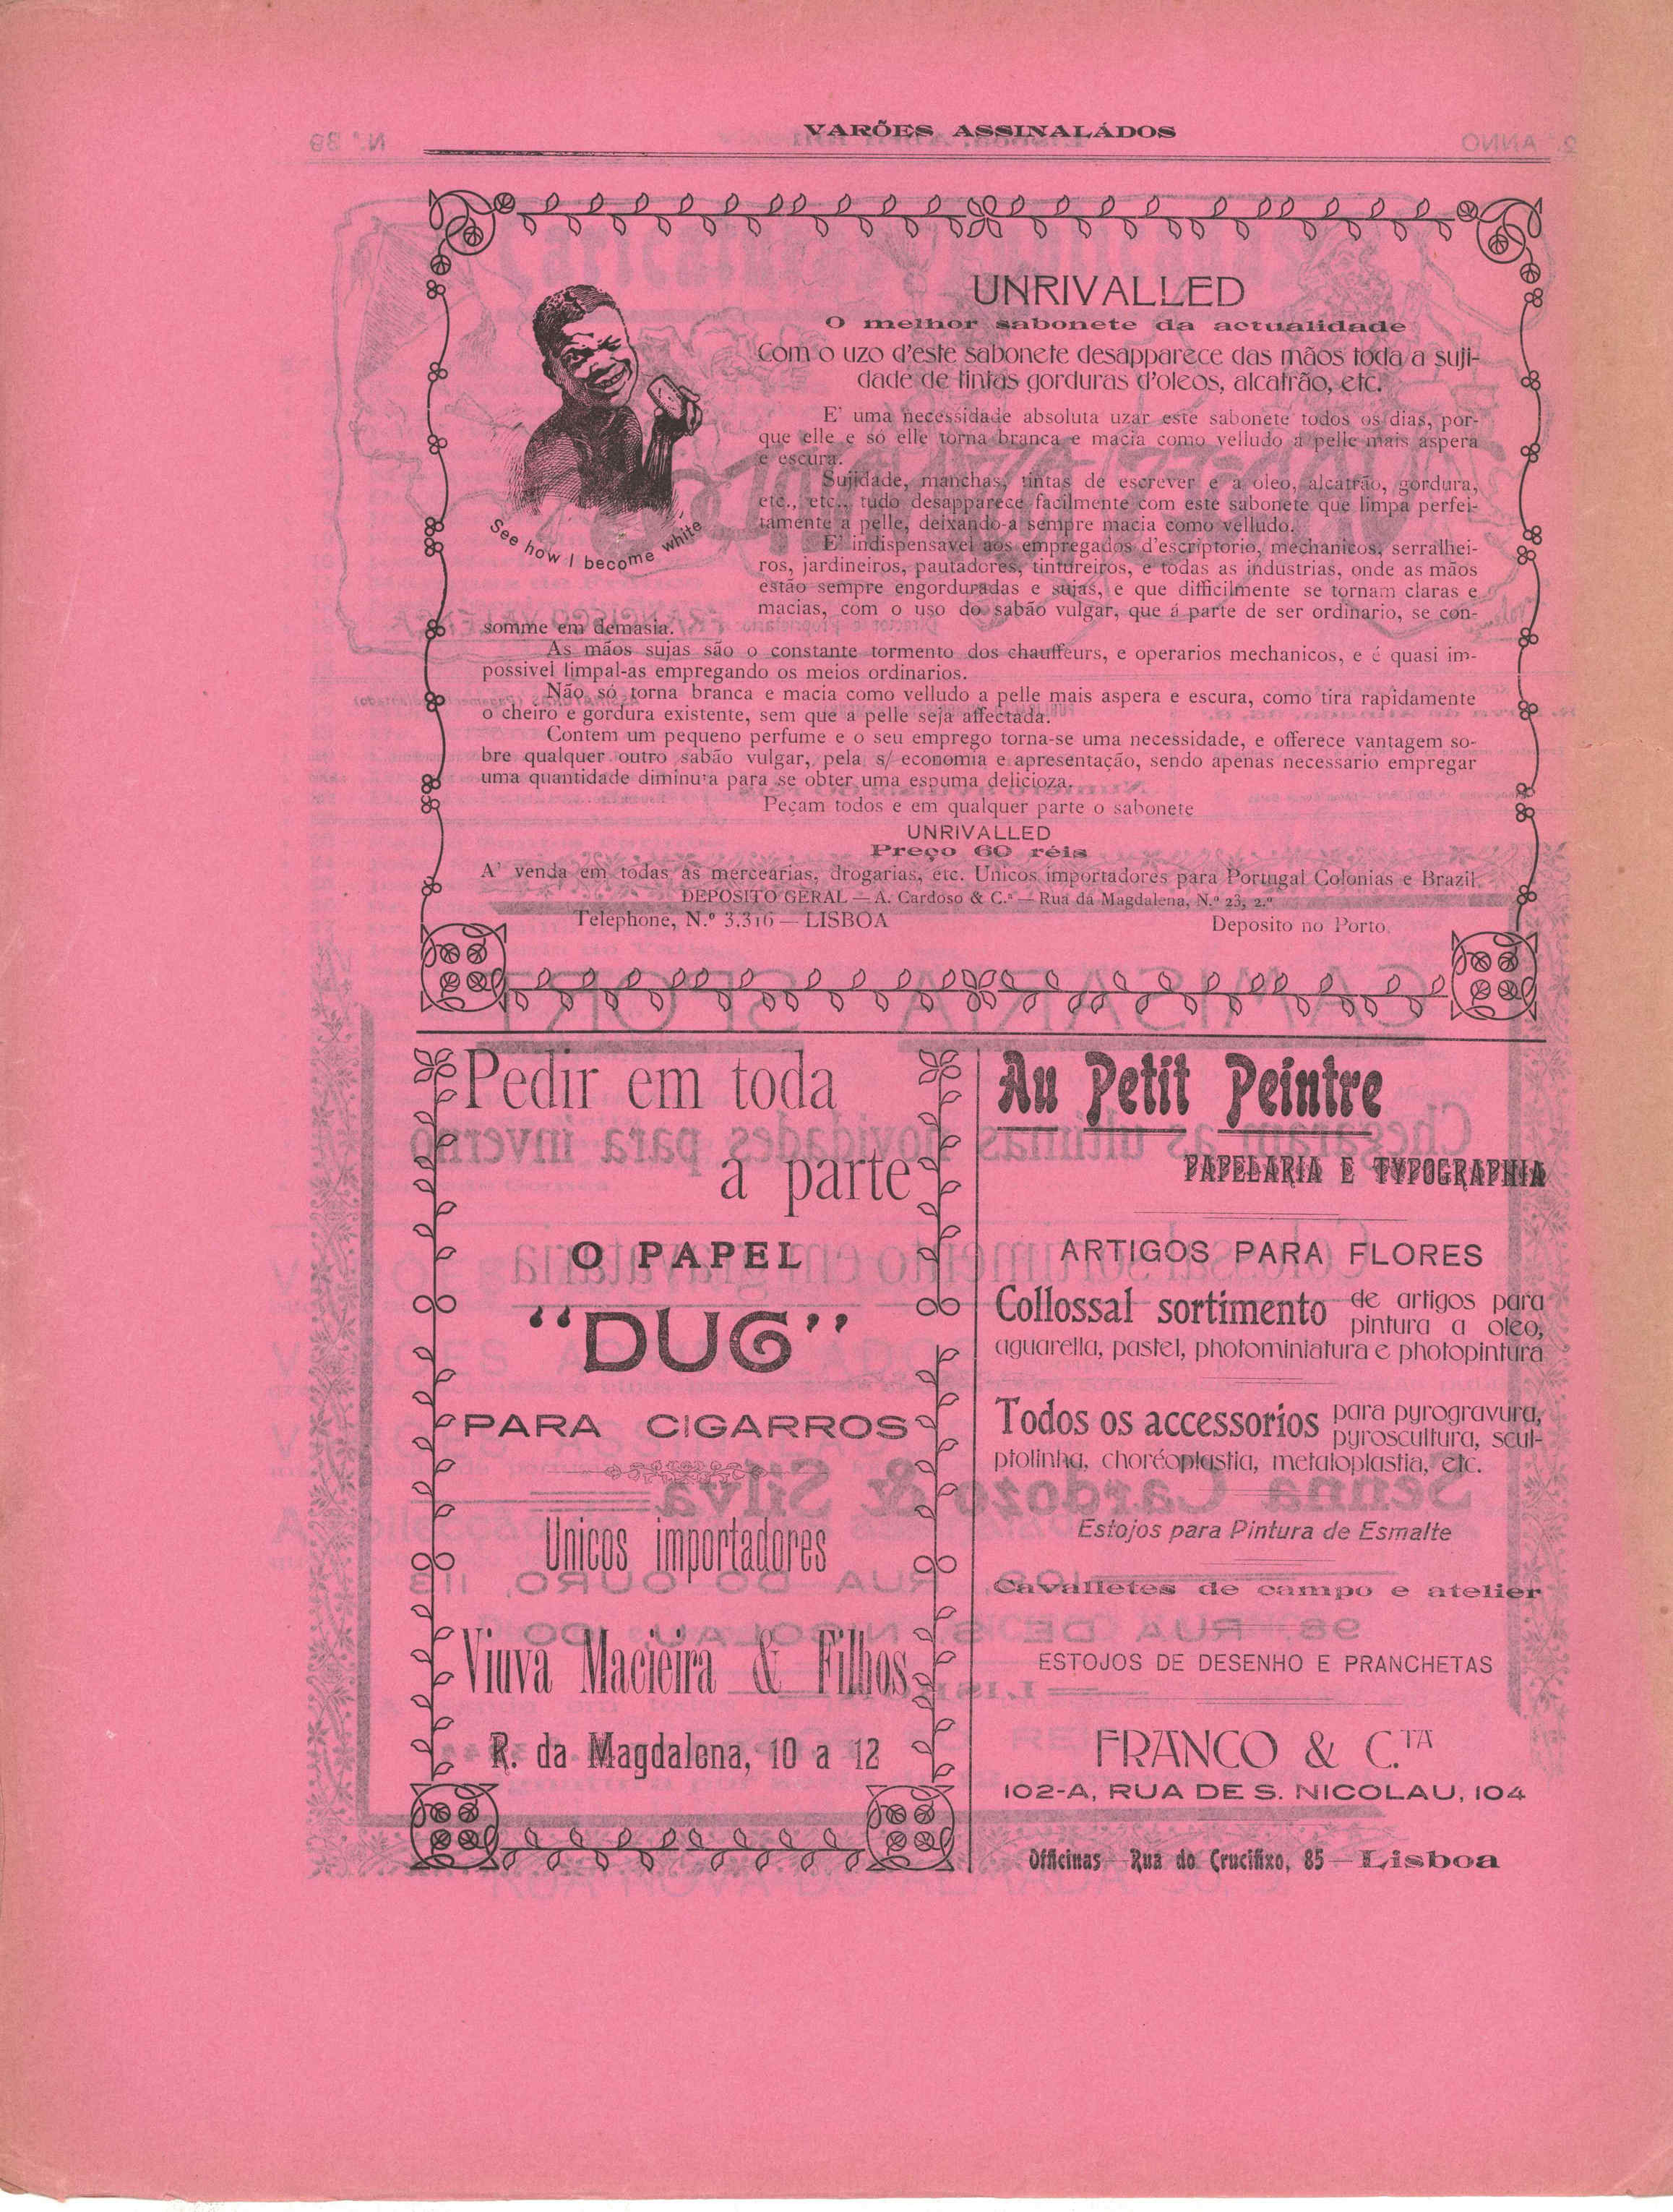 VARÕES ASSINALÁDOS
UNRIVALLED
O melhor sabonete da actualidade
Com o uzo d'este sabonete desapparece das mãos toda a suji-
dade de tintas gorduras d'oleos, alcatrão, etc.
E' uma necessidade absoluta uzar este sabonete todos os dias, por-
que elle e só elle torna branca e macia como velludo a pelle mais aspera
e escura.
Sujidade, manchas, tintas de escrever e a oleo, alcatrão, gordura,
etc., etc., tudo desapparece facilmente com este sabonete que limpa perfei-
tamente a pelle, deixando-a sempre macia como velludo.
E' indispensavel aos empregados d'escriptorio, mechanicos, serralhei-
ros, jardineiros, pautadores, tintureiros, e todas as industrias, onde as mãos
estão sempre engorduradas e sujas, e que difficilmente se tornam claras e
macias, com o uso do sabão vulgar, que á parte de ser ordinario, se con-
somme em demasia.
See how I become white
As mãos sujas são o constante tormento dos chauffeurs, e operarios mechanicos, e é quasi im-
possivel limpal-as empregando os meios ordinarios.
Não só torna branca e macia como velludo a pelle mais aspera e escura, como tira rapidamente
o cheiro e gordura existente, sem que a pelle seja affectada.
Contem um pequeno perfume e o seu emprego torna-se uma necessidade, e offerece vantagem so-
bre qualquer outro sabão vulgar, pela s/ economia e apresentação, sendo apenas necessario empregar
uma quantidade diminuta para se obter uma espuma delicioza.
Peçam todos e em qualquer parte o sabonete
UNRIVALLED
Preço 60 réis
A' venda em todas as mercearias, drogarias, etc. Unicos importadores para Portugal Colonias e Brazil.
DEPOSITO GERAL — A. Cardoso & C.ª — Rua da Magdalena, N.º 23, 2.º
Telephone, N.º 3.316 — LISBOA
Deposito no Porto.
Pedir em toda
a parte
O PAPEL
"DUG"
PARA CIGARROS
Unicos importadores
Viuva Macieira & Filhos
R. da Magdalena, 10 a 12
Au Petit Peintre
PAPELARIA E TYPOGRAPHIA
ARTIGOS PARA FLORES
Collossal sortimento de artigos para
pintura a oleo,
aguarella, pastel, photominiatura e photopintura
Todos os accessorios para pyrogravura,
pyroscultura, scul-
ptolinha, choréoplastia, metaloplastia, etc.
Estojos para Pintura de Esmalte
Cavalletes de campo e atelier
ESTOJOS DE DESENHO E PRANCHETAS
FRANCO & C.TA
102-A, RUA DE S. NICOLAU, 104
Officinas — Rua do Crucifixo, 85 — Lisboa